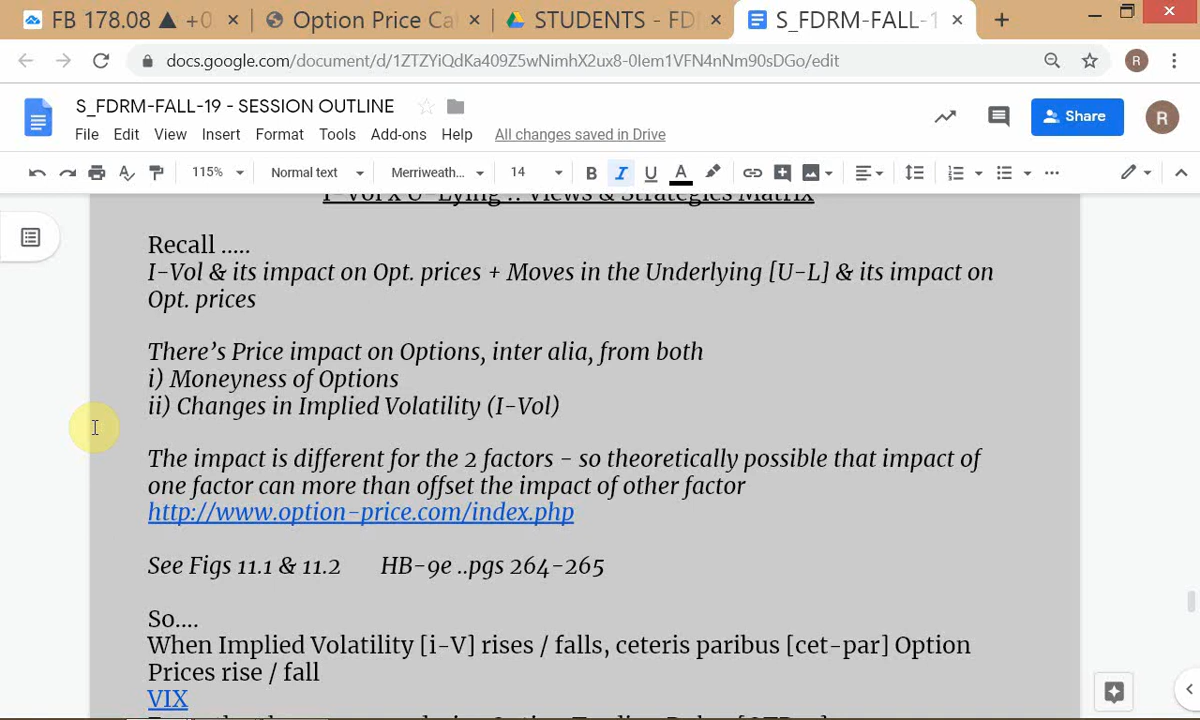 FB 178.08 ▲ +0
Option Price Ca
STUDENTS - FDM
S_FDRM-FALL-1
docs.google.com/document/d/1ZTZYiQdKa409Z5wNimhX2ux8-0Iem1VFN4nNm90sDGo/edit
R
S_FDRM-FALL-19 - SESSION OUTLINE
File Edit View Insert Format Tools Add-ons Help All changes saved in Drive
Share
R
115% Normal text Merriweath... 14 B I U A
I-Vol x U-Lying .. Views & Strategies Matrix
Recall .....
I-Vol & its impact on Opt. prices + Moves in the Underlying [U-L] & its impact on
Opt. prices
There’s Price impact on Options, inter alia, from both
i) Moneyness of Options
ii) Changes in Implied Volatility (I-Vol)
The impact is different for the 2 factors - so theoretically possible that impact of
one factor can more than offset the impact of other factor
http://www.option-price.com/index.php
See Figs 11.1 & 11.2 HB-9e ..pgs 264-265
So....
When Implied Volatility [i-V] rises / falls, ceteris paribus [cet-par] Option
Prices rise / fall
VIX